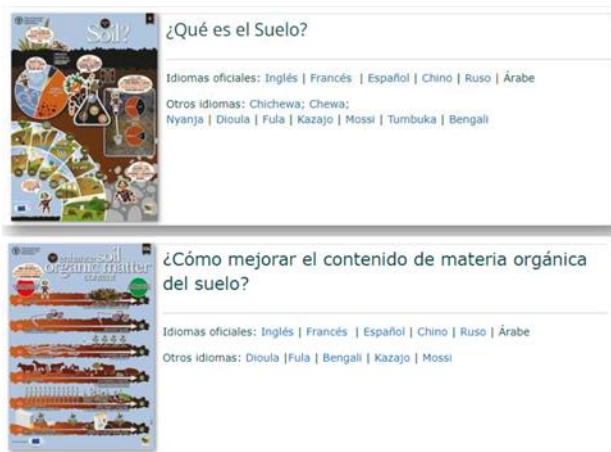 Soil?
¿Qué es el Suelo?
Idiomas oficiales: Inglés | Francés | Español | Chino | Ruso | Árabe
Otros idiomas: Chichewa; Chewa;
Nyanja | Dioula | Fula | Kazajo | Mossi | Tumbuka | Bengali
enhance soil
organic matter
content
¿Cómo mejorar el contenido de materia orgánica
del suelo?
Idiomas oficiales: Inglés | Francés | Español | Chino | Ruso | Árabe
Otros idiomas: Dioula |Fula | Bengali | Kazajo | Mossi